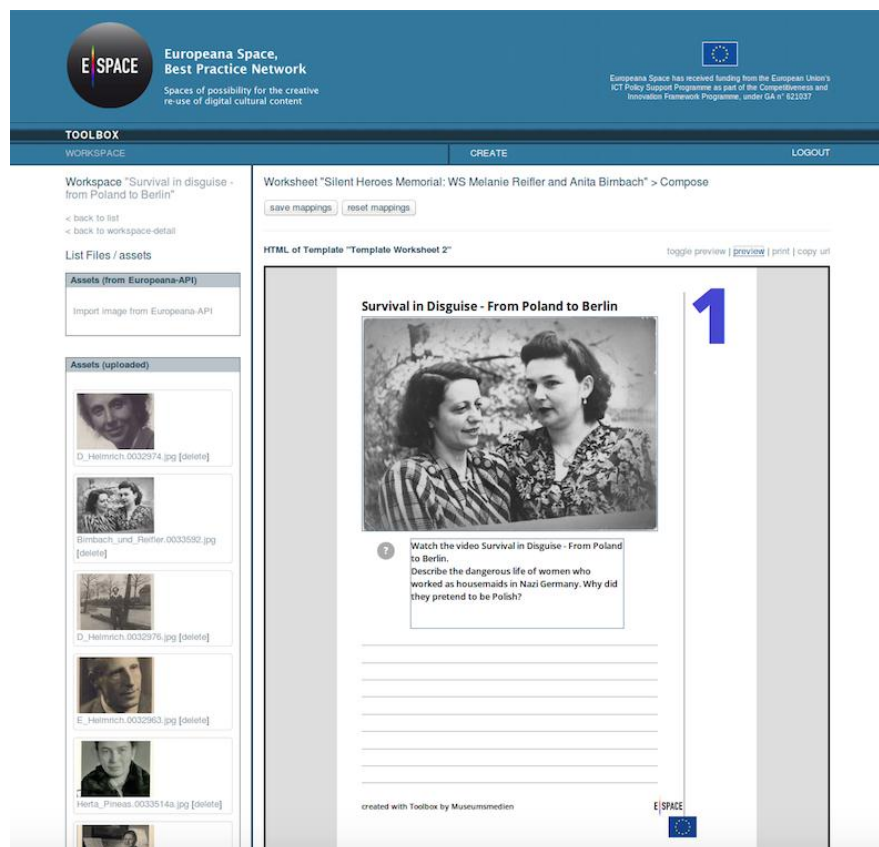 E SPACE
Europeana Space,
Best Practice Network
Spaces of possibility for the creative
re-use of digital cultural content
Europeana Space has received funding from the European Union's
ICT Policy Support Programme as part of the Competitiveness and
Innovation Framework Programme, under GA n° 621037
TOOLBOX
WORKSPACE
CREATE
LOGOUT
Workspace "Survival in disguise -
from Poland to Berlin"
< back to list
< back to workspace-detail
List Files / assets
Assets (from Europeana-API)
Import image from Europeana-API
Assets (uploaded)
D_Helmrich.0032974.jpg [delete]
Birnbach_und_Reifler.0033592.jpg
[delete]
D_Helmrich.0032976.jpg [delete]
E_Helmrich.0032963.jpg [delete]
Herta_Pineas.0033514a.jpg [delete]
Worksheet "Silent Heroes Memorial: WS Melanie Reifler and Anita Birnbach" > Compose
save mappings
reset mappings
HTML of Template "Template Worksheet 2"
toggle preview | preview | print | copy url
Survival in Disguise - From Poland to Berlin
1
?
Watch the video Survival in Disguise - From Poland
to Berlin.
Describe the dangerous life of women who
worked as housemaids in Nazi Germany. Why did
they pretend to be Polish?
created with Toolbox by Museumsmedien
E SPACE